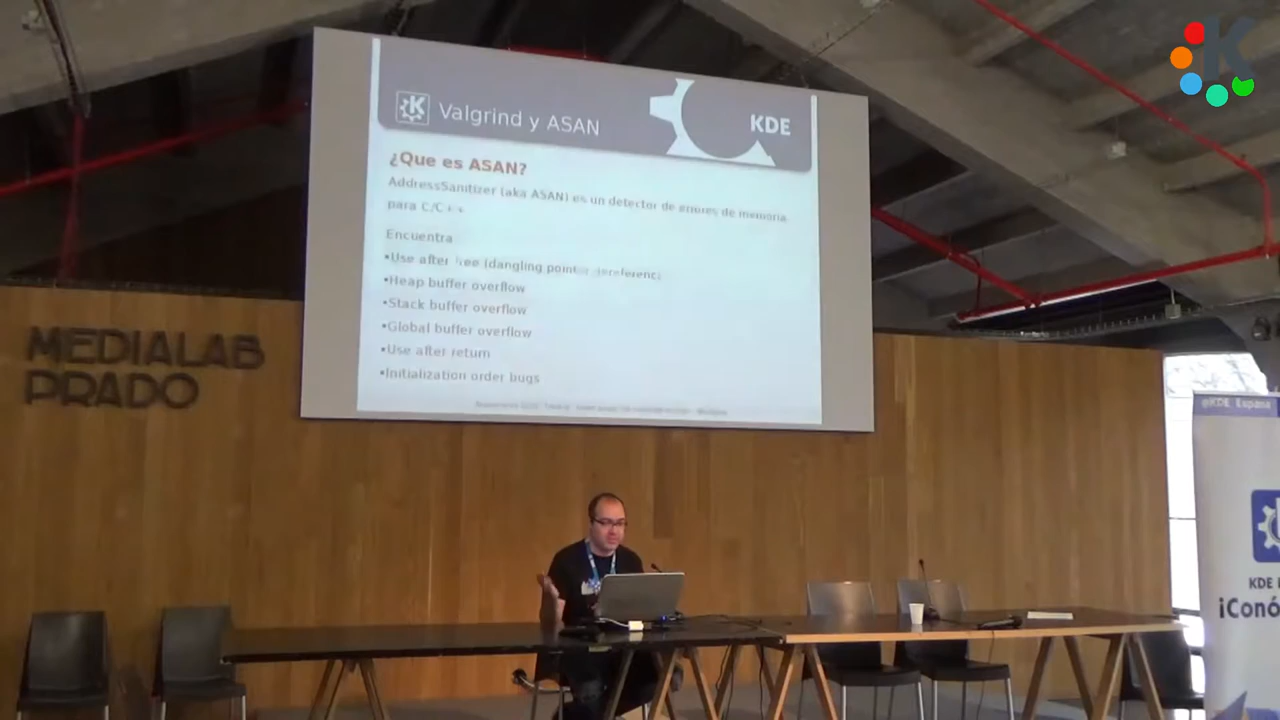 Valgrind y ASAN
KDE
¿Que es ASAN?
AddressSanitizer (aka ASAN) es un detector de errores de memoria
para C/C++
Encuentra
•Use after free (dangling pointer dereference
•Heap buffer overflow
•Stack buffer overflow
•Global buffer overflow
•Use after return
•Initialization order bugs
MEDIALAB
PRADO
@KDE_Espana
KDE
¡Conó
K